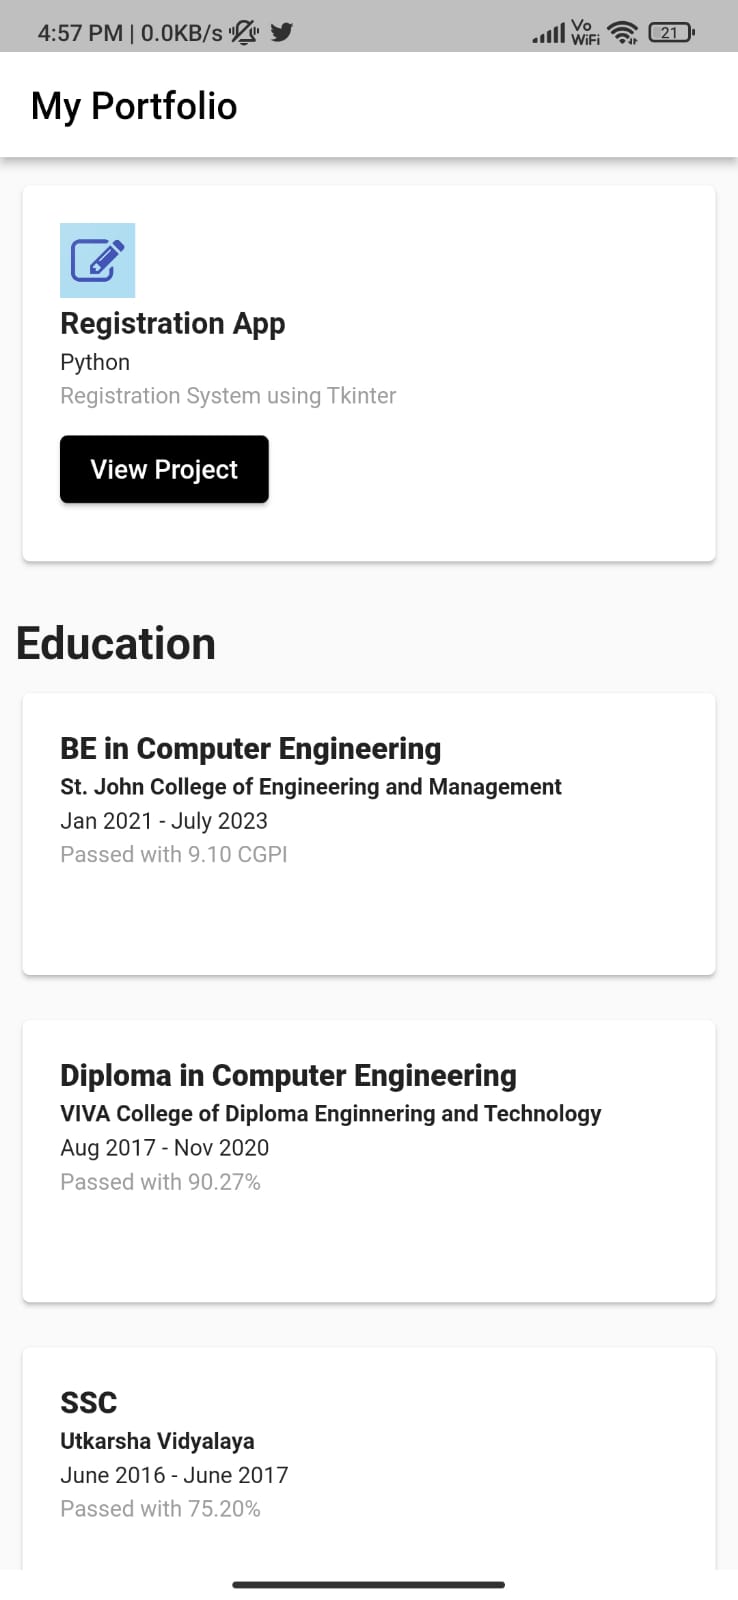 4:57 PM | 0.0KB/s
Vo
WiFi
21
My Portfolio
Registration App
Python
Registration System using Tkinter
View Project
Education
BE in Computer Engineering
St. John College of Engineering and Management
Jan 2021 - July 2023
Passed with 9.10 CGPI
Diploma in Computer Engineering
VIVA College of Diploma Enginnering and Technology
Aug 2017 - Nov 2020
Passed with 90.27%
SSC
Utkarsha Vidyalaya
June 2016 - June 2017
Passed with 75.20%